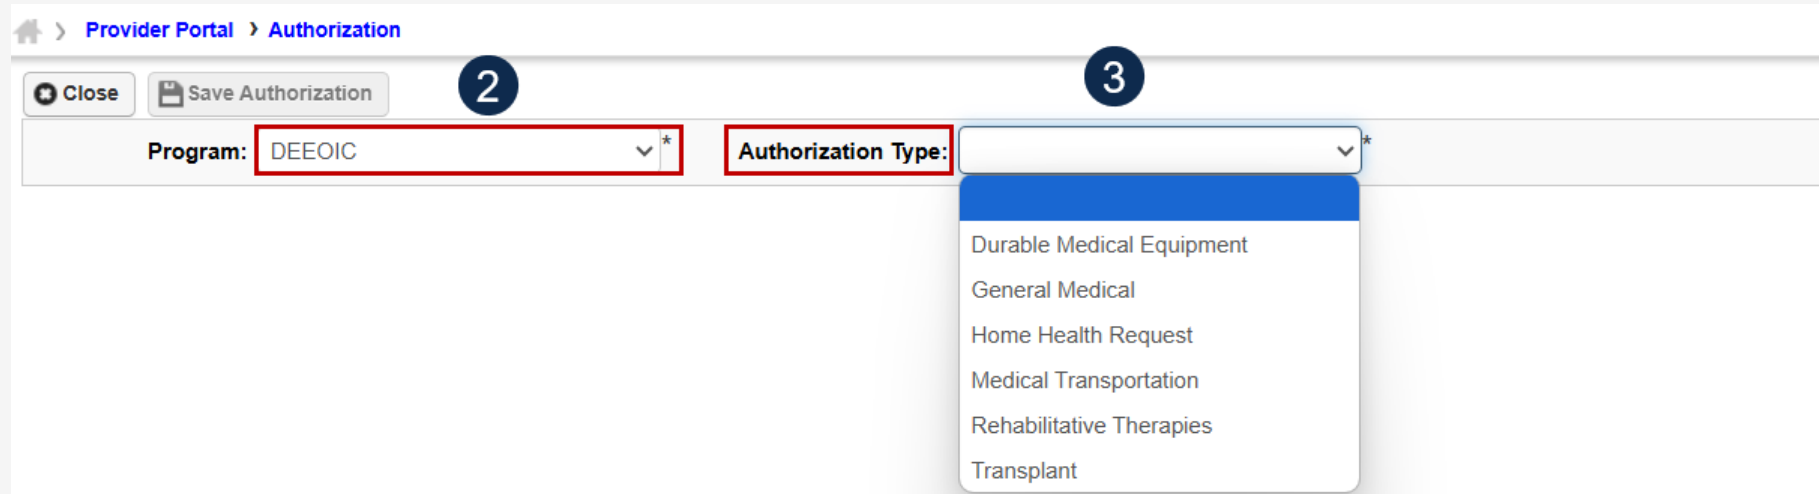 Provider Portal > Authorization
2
3
Close Save Authorization
Program: DEEOIC * Authorization Type: *
Durable Medical Equipment
General Medical
Home Health Request
Medical Transportation
Rehabilitative Therapies
Transplant